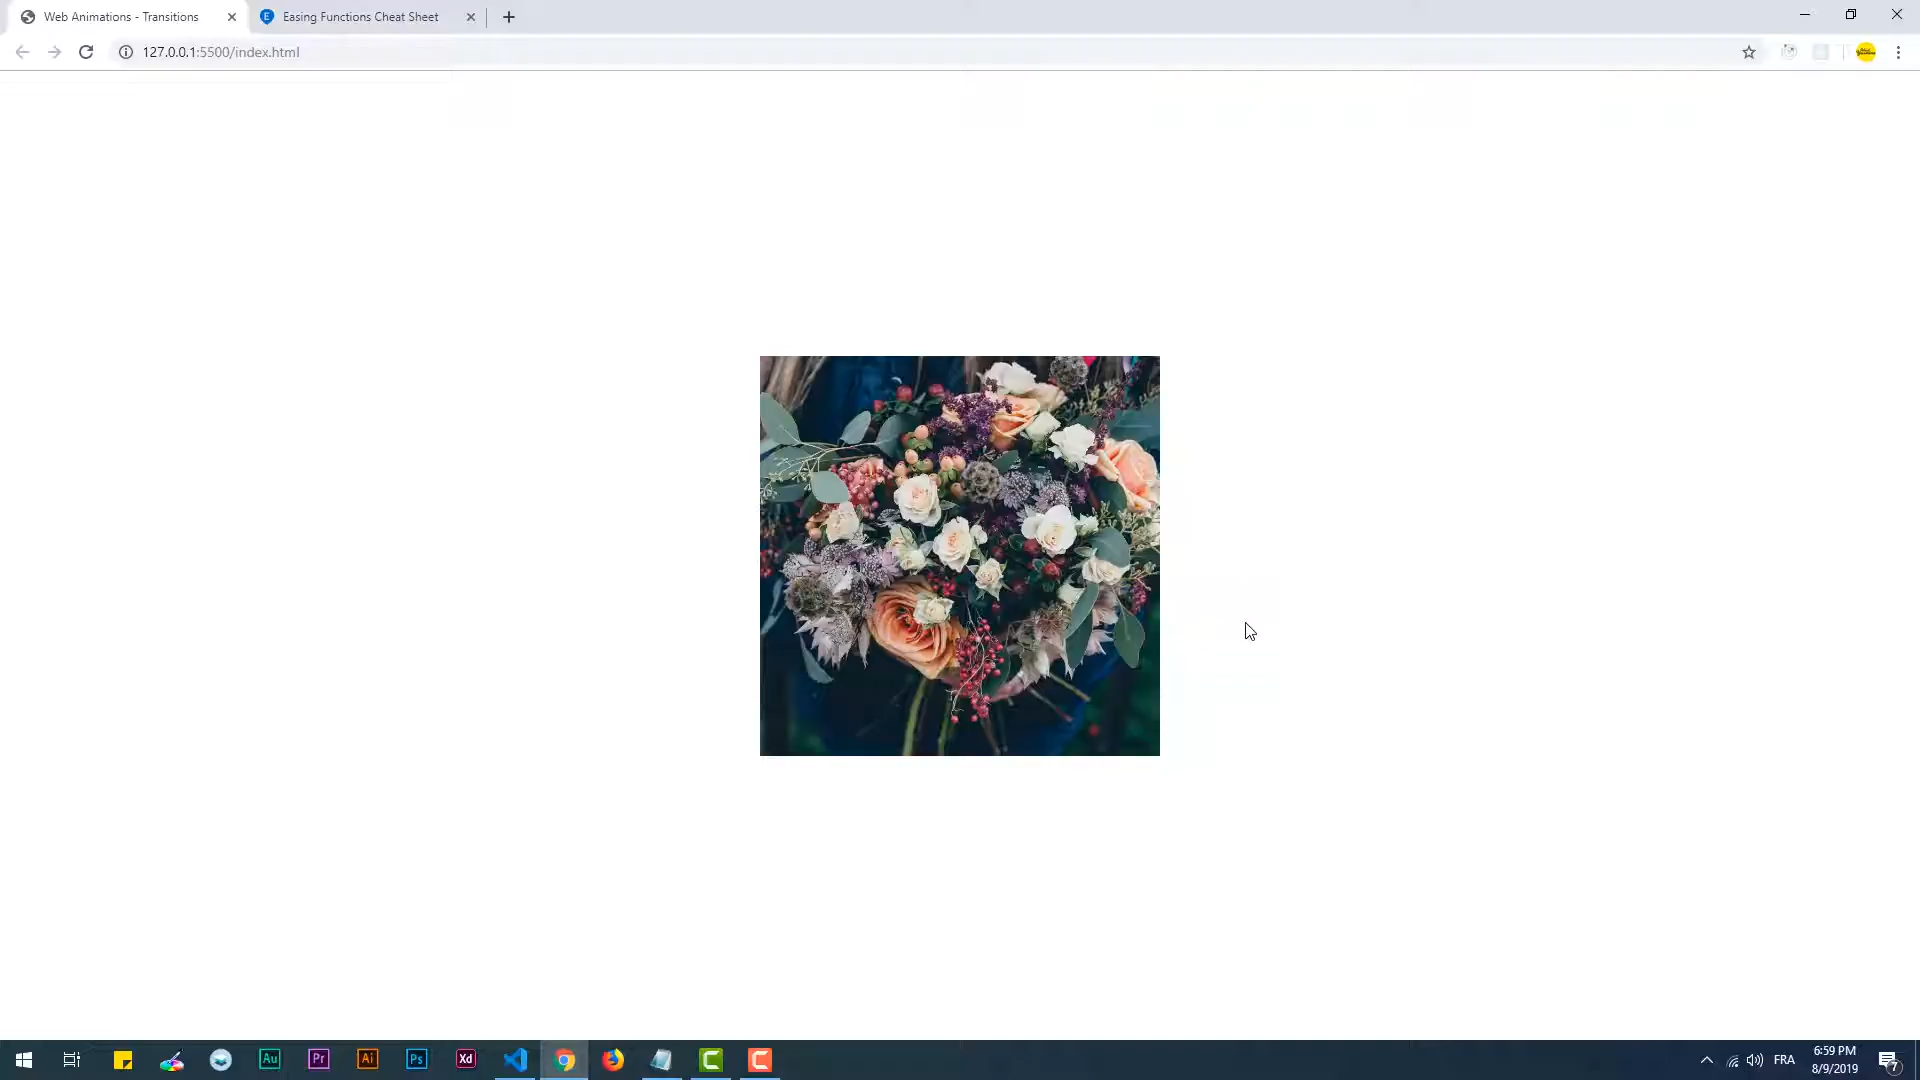 Web Animations - Transitions
Easing Functions Cheat Sheet
127.0.0.1:5500/index.html
Au
Pr
Ai
Ps
Xd
FRA
6:59 PM
8/9/2019
7